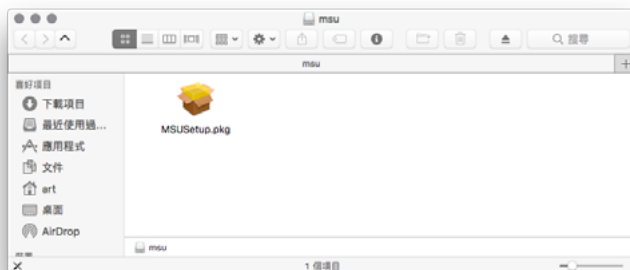 msu
搜尋
msu
喜好項目
下載項目
最近使用過...
應用程式
文件
art
桌面
AirDrop
MSUSetup.pkg
msu
1 個項目